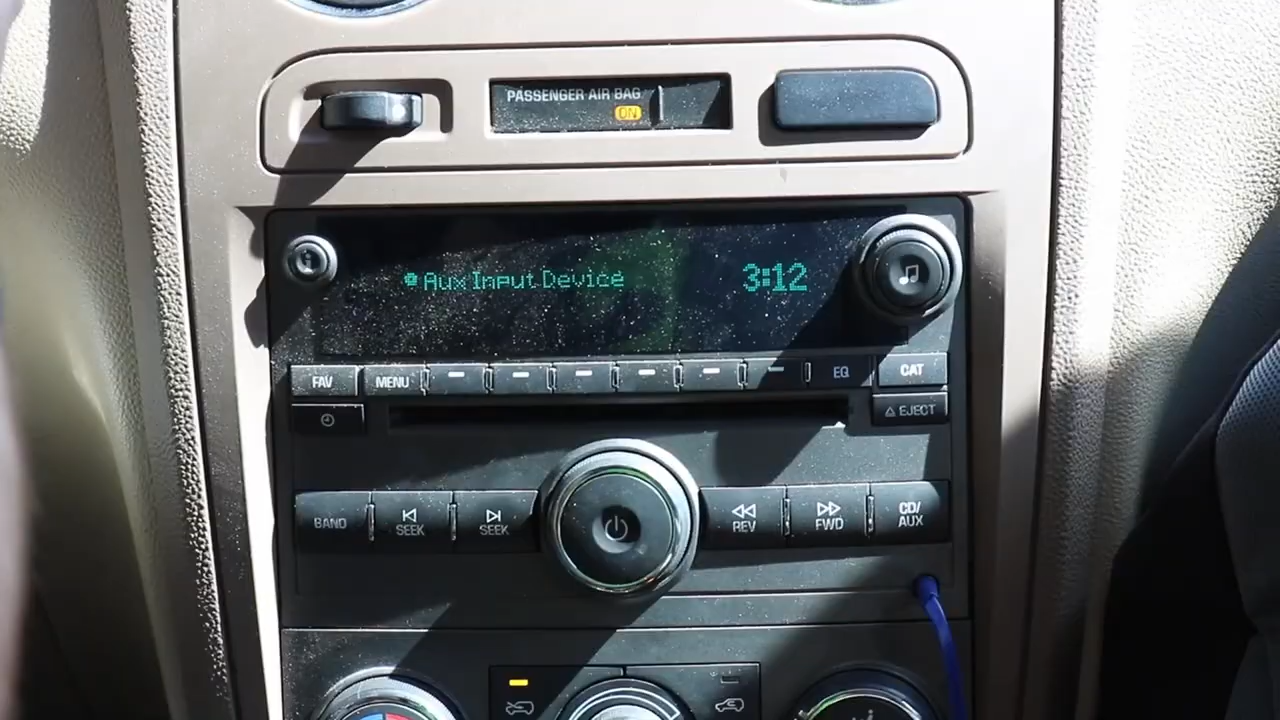 PASSENGER AIR BAG
ON
Aux Input Device 3:12
FAV MENU EQ CAT
EJECT
BAND SEEK SEEK REV FWD CD/
AUX